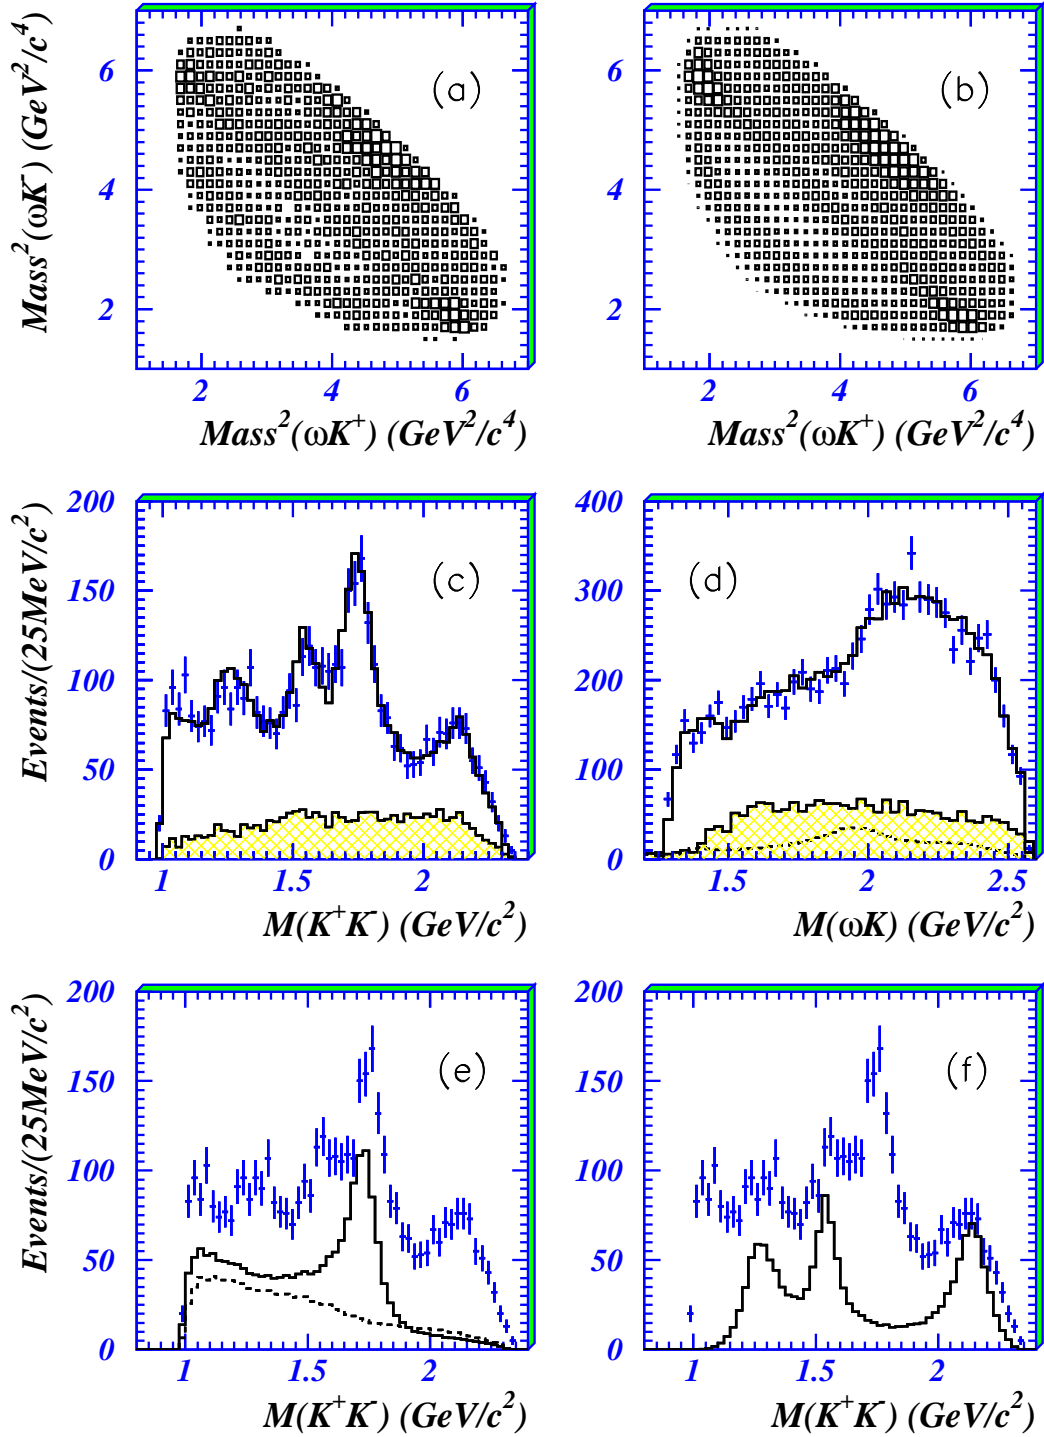 Mass²(ωK⁻) (GeV²/c⁴)
6
4
2
(a)
2 4 6
Mass²(ωK⁺) (GeV²/c⁴)
6
4
2
(b)
2 4 6
Mass²(ωK⁺) (GeV²/c⁴)
Events/(25MeV/c²)
200
150
100
50
0
(c)
1 1.5 2
M(K⁺K⁻) (GeV/c²)
400
300
200
100
0
(d)
1.5 2 2.5
M(ωK) (GeV/c²)
Events/(25MeV/c²)
200
150
100
50
0
(e)
1 1.5 2
M(K⁺K⁻) (GeV/c²)
200
150
100
50
0
(f)
1 1.5 2
M(K⁺K⁻) (GeV/c²)